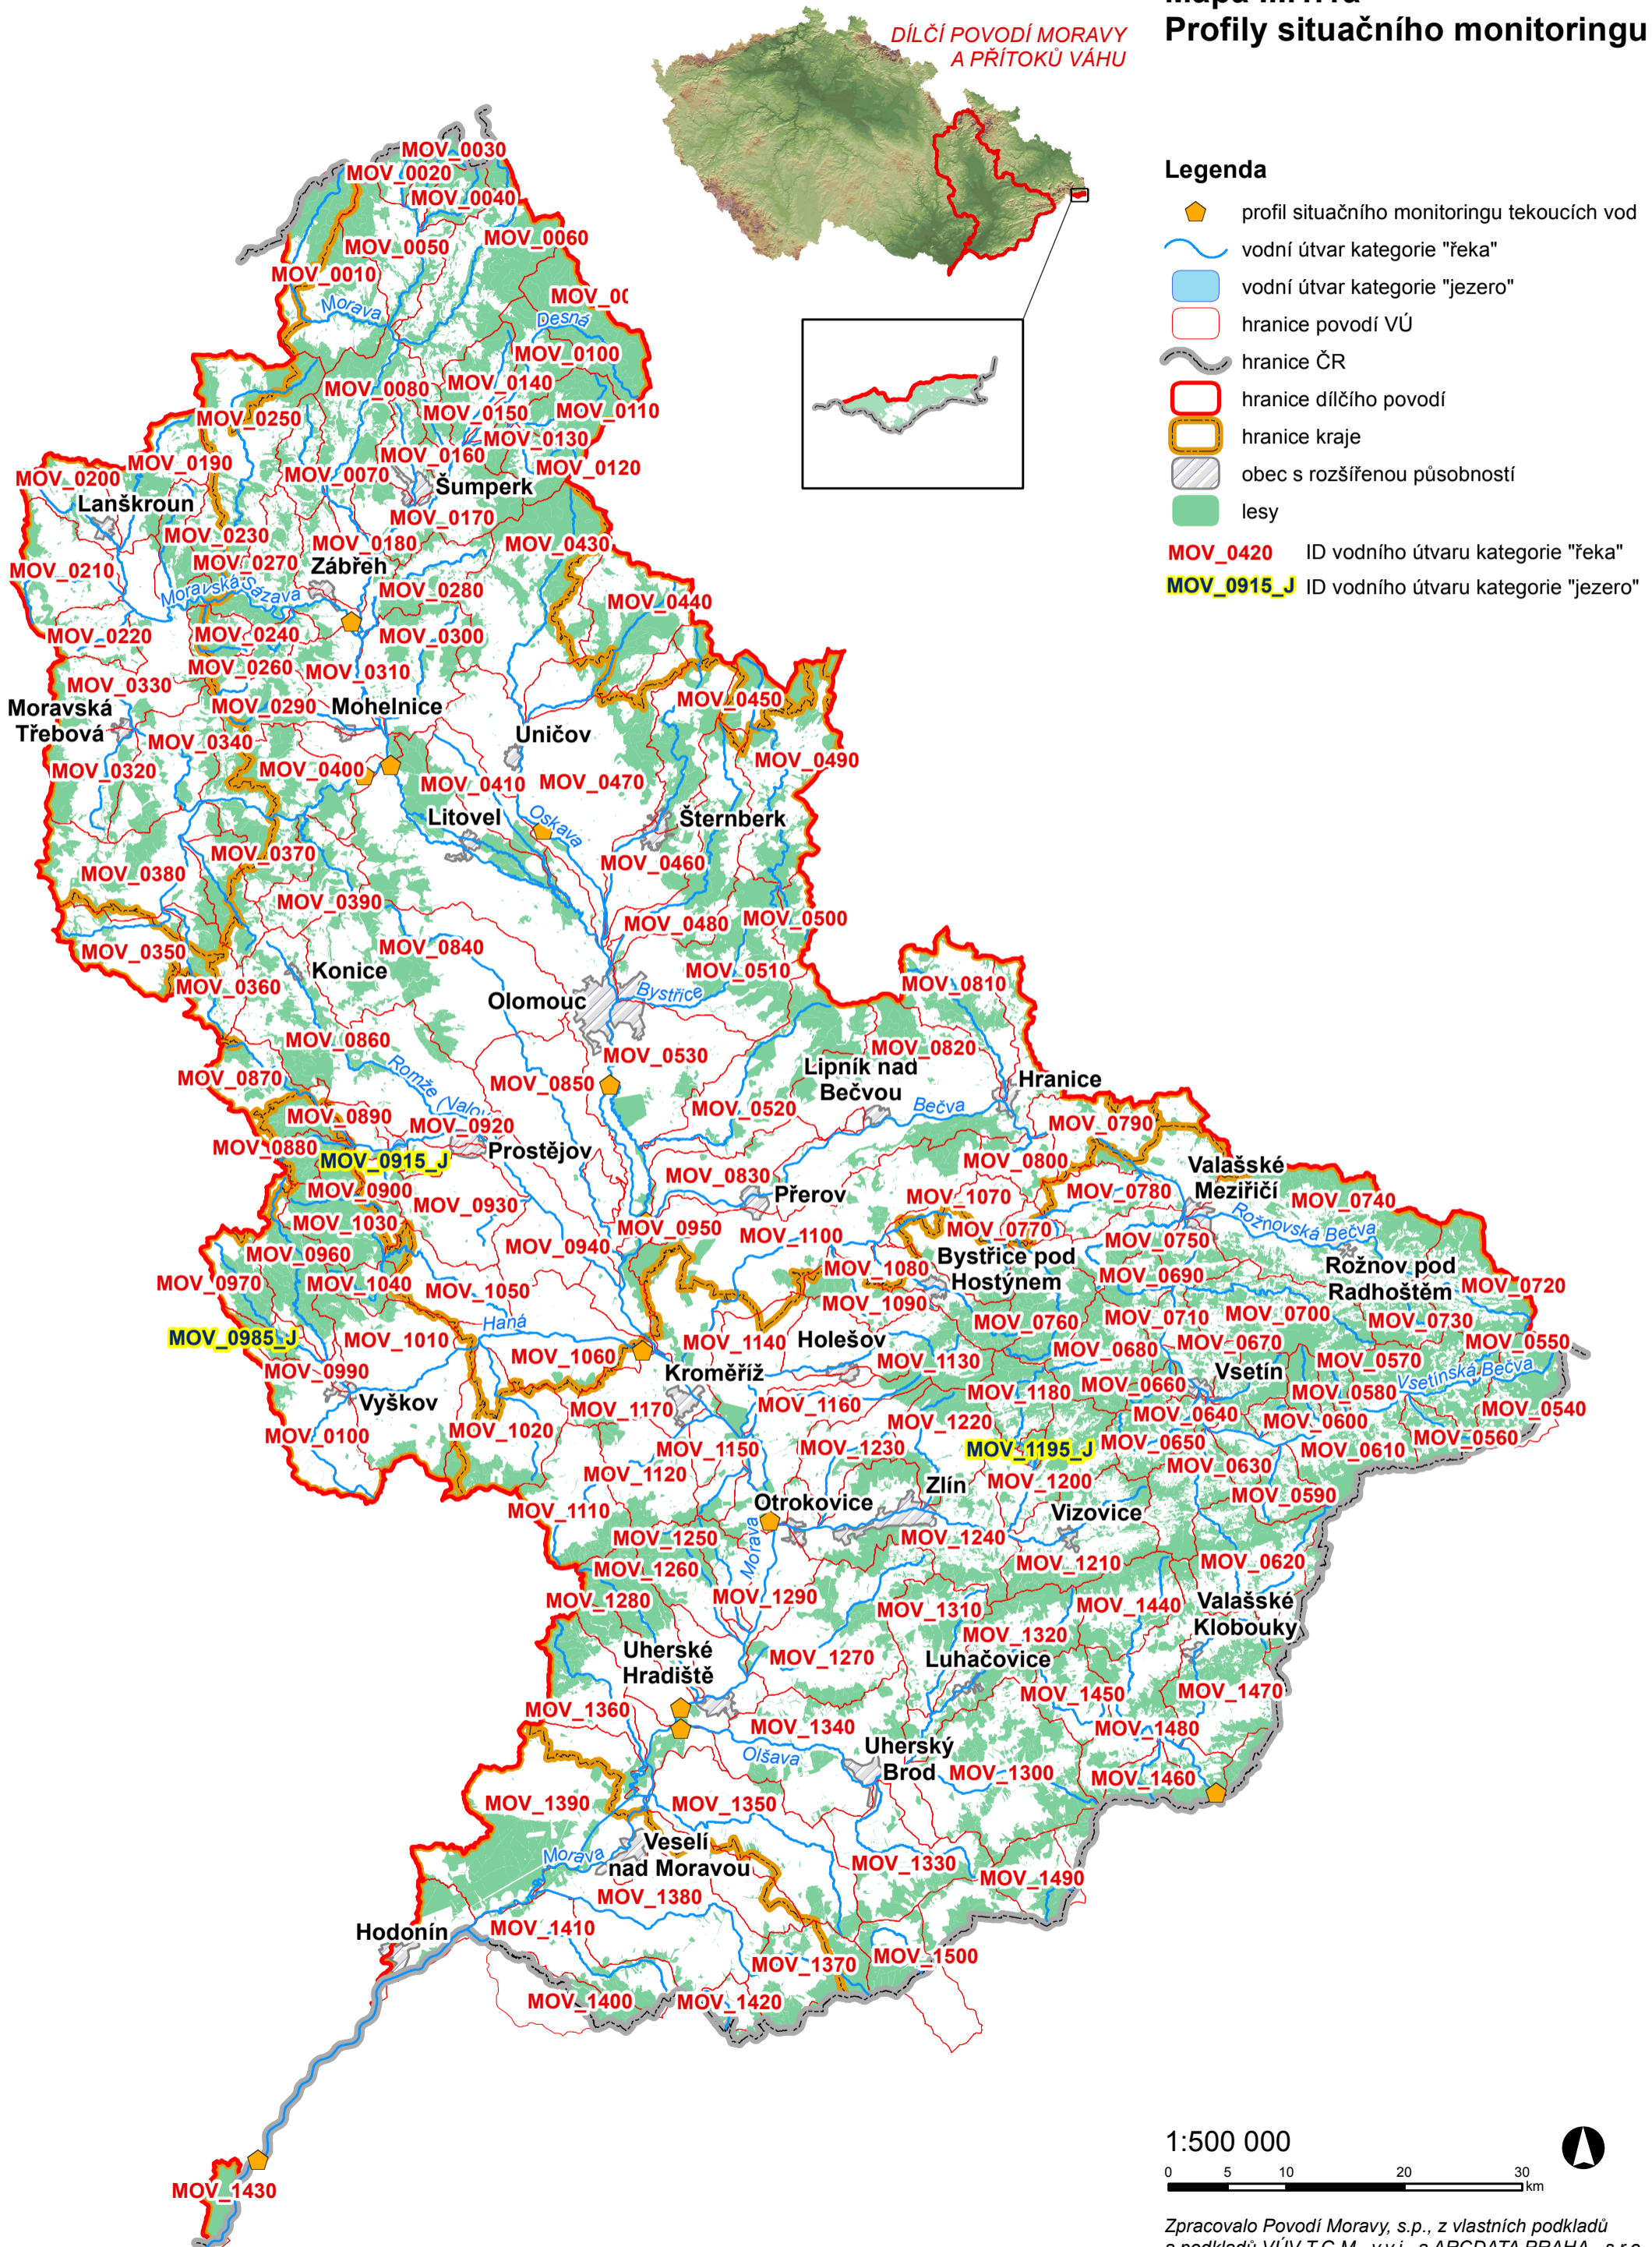 Profily situačního monitoringu
DÍLČÍ POVODÍ MORAVY
A PŘÍTOKŮ VÁHU
Legenda
profil situačního monitoringu tekoucích vod
vodní útvar kategorie "řeka"
vodní útvar kategorie "jezero"
hranice povodí VÚ
hranice ČR
hranice dílčího povodí
hranice kraje
obec s rozšířenou působností
lesy
MOV_0420 ID vodního útvaru kategorie "řeka"
MOV_0915_J ID vodního útvaru kategorie "jezero"
MOV_0030
MOV_0020
MOV_0040
MOV_0060
MOV_0050
MOV_0010
Morava
Desná
MOV_0100
MOV_0140
MOV_0080
MOV_0150
MOV_0110
MOV_0250
MOV_0130
MOV_0160
MOV_0190
MOV_0120
MOV_0200
MOV_0070
Šumperk
Lanškroun
MOV_0170
MOV_0230
MOV_0180
MOV_0430
MOV_0270
Zábřeh
MOV_0210
Moravská Sázava
MOV_0280
MOV_0440
MOV_0220
MOV_0240
MOV_0300
MOV_0260
MOV_0310
MOV_0330
MOV_0450
Moravská
Třebová
MOV_0290
Mohelnice
Uničov
MOV_0340
MOV_0490
MOV_0320
MOV_0400
MOV_0410
MOV_0470
Litovel
Oskava
Šternberk
MOV_0370
MOV_0460
MOV_0380
MOV_0390
MOV_0480
MOV_0500
MOV_0840
MOV_0350
Konice
MOV_0510
MOV_0360
Olomouc
Bystřice
MOV_0810
MOV_0860
MOV_0530
MOV_0820
Lipník nad
Bečvou
MOV_0870
Romže
MOV_0850
Hranice
MOV_0890
MOV_0520
Bečva
MOV_0920
MOV_0790
MOV_0880
Prostějov
MOV_0915_J
MOV_0800
Valašské
Meziříčí
MOV_0830
MOV_0900
Přerov
MOV_0780
MOV_0740
MOV_0930
MOV_1070
MOV_1030
MOV_0950
MOV_0770
Rožnovská Bečva
MOV_0940
MOV_1100
MOV_0750
MOV_0960
Bystřice pod
Hostýnem
MOV_1080
Rožnov pod
Radhoštěm
MOV_0970
MOV_1040
MOV_1050
MOV_0690
MOV_0720
MOV_1090
MOV_0760
MOV_0710
MOV_0700
MOV_0730
Haná
MOV_0985_J
MOV_1010
MOV_1140
Holešov
MOV_0670
MOV_0550
MOV_1060
MOV_1130
MOV_0680
MOV_0570
MOV_0990
Kroměříž
Vsetín
Vsetínská Bečva
MOV_1180
MOV_0660
MOV_0580
Vyškov
MOV_1170
MOV_1160
MOV_0540
MOV_1220
MOV_0640
MOV_0600
MOV_0100
MOV_1020
MOV_0560
MOV_1150
MOV_1230
MOV_1195_J
MOV_0650
MOV_0610
MOV_1120
MOV_0630
MOV_1200
Zlín
MOV_0590
MOV_1110
Otrokovice
Vizovice
MOV_1250
Morava
MOV_1240
MOV_1260
MOV_1210
MOV_0620
MOV_1280
MOV_1290
MOV_1310
MOV_1440
Valašské
Klobouky
MOV_1320
Uherské
Hradiště
MOV_1270
Luhačovice
MOV_1450
MOV_1470
MOV_1360
MOV_1340
MOV_1480
Olšava
Uherský
Brod
MOV_1300
MOV_1460
MOV_1390
MOV_1350
Veselí
nad Moravou
Morava
MOV_1330
MOV_1490
MOV_1380
Hodonín
MOV_1410
MOV_1500
MOV_1370
MOV_1400
MOV_1420
MOV_1430
1:500 000
0 5 10 20 30
km
Zpracovalo Povodí Moravy, s.p., z vlastních podkladů